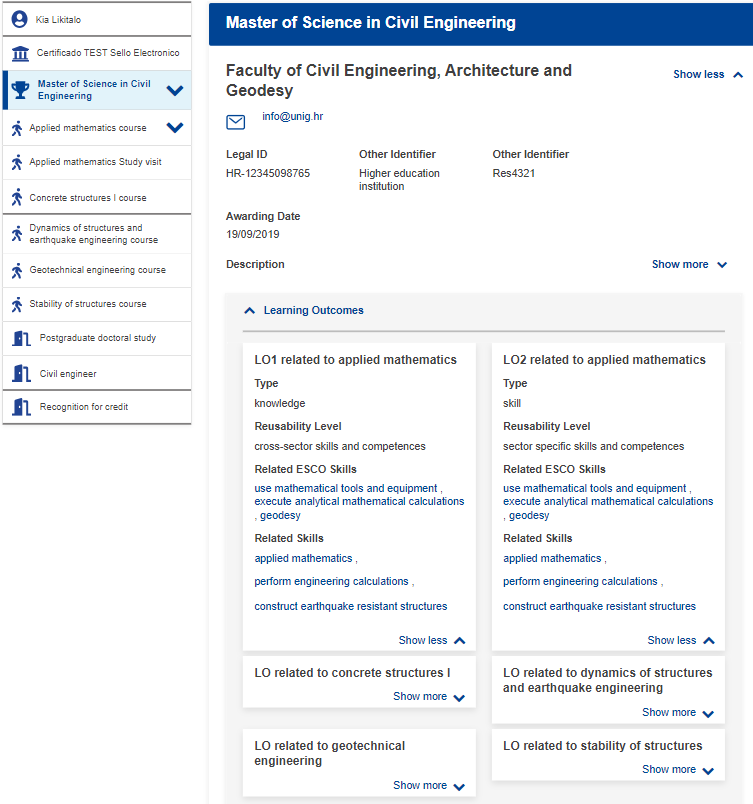 Kia Likitalo
Certificado TEST Sello Electronico
Master of Science in Civil
Engineering
Applied mathematics course
Applied mathematics Study visit
Concrete structures I course
Dynamics of structures and
earthquake engineering course
Geotechnical engineering course
Stability of structures course
Postgraduate doctoral study
Civil engineer
Recognition for credit
Master of Science in Civil Engineering
Faculty of Civil Engineering, Architecture and
Geodesy
Show less
info@unig.hr
Legal ID
HR-12345098765
Other Identifier
Higher education
institution
Other Identifier
Res4321
Awarding Date
19/09/2019
Description
Show more
Learning Outcomes
LO1 related to applied mathematics
Type
knowledge
Reusability Level
cross-sector skills and competences
Related ESCO Skills
use mathematical tools and equipment ,
execute analytical mathematical calculations
, geodesy
Related Skills
applied mathematics ,
perform engineering calculations ,
construct earthquake resistant structures
Show less
LO2 related to applied mathematics
Type
skill
Reusability Level
sector specific skills and competences
Related ESCO Skills
use mathematical tools and equipment ,
execute analytical mathematical calculations
, geodesy
Related Skills
applied mathematics ,
perform engineering calculations ,
construct earthquake resistant structures
Show less
LO related to concrete structures I
Show more
LO related to dynamics of structures
and earthquake engineering
Show more
LO related to geotechnical
engineering
Show more
LO related to stability of structures
Show more